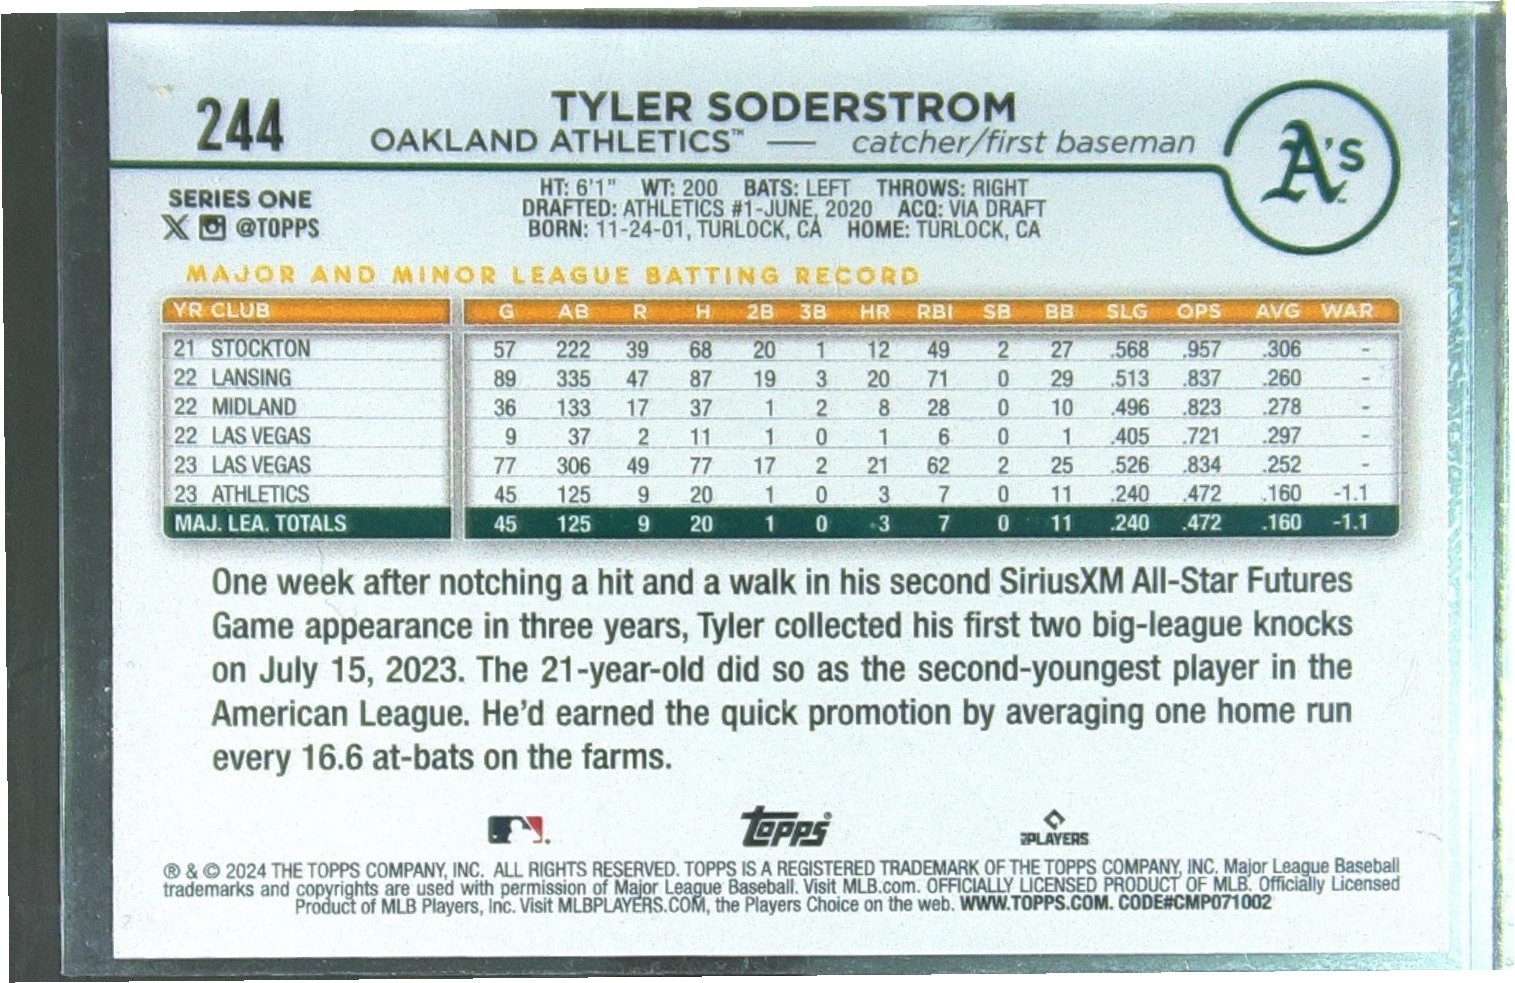 244
TYLER SODERSTROM
OAKLAND ATHLETICS™ — catcher/first baseman
A's
SERIES ONE
@TOPPS
HT: 6'1" WT: 200 BATS: LEFT THROWS: RIGHT
DRAFTED: ATHLETICS #1-JUNE, 2020 ACQ: VIA DRAFT
BORN: 11-24-01, TURLOCK, CA HOME: TURLOCK, CA
MAJOR AND MINOR LEAGUE BATTING RECORD
YR CLUB G AB R H 2B 3B HR RBI SB BB SLG OPS AVG WAR
21 STOCKTON 57 222 39 68 20 1 12 49 2 27 .568 .957 .306 -
22 LANSING 89 335 47 87 19 3 20 71 0 29 .513 .837 .260 -
22 MIDLAND 36 133 17 37 1 2 8 28 0 10 .496 .823 .278 -
22 LAS VEGAS 9 37 2 11 1 0 1 6 0 1 .405 .721 .297 -
23 LAS VEGAS 77 306 49 77 17 2 21 62 2 25 .526 .834 .252 -
23 ATHLETICS 45 125 9 20 1 0 3 7 0 11 .240 .472 .160 -1.1
MAJ. LEA. TOTALS 45 125 9 20 1 0 3 7 0 11 .240 .472 .160 -1.1
One week after notching a hit and a walk in his second SiriusXM All-Star Futures
Game appearance in three years, Tyler collected his first two big-league knocks
on July 15, 2023. The 21-year-old did so as the second-youngest player in the
American League. He'd earned the quick promotion by averaging one home run
every 16.6 at-bats on the farms.
Topps®
PLAYERS
® & © 2024 THE TOPPS COMPANY, INC. ALL RIGHTS RESERVED. TOPPS IS A REGISTERED TRADEMARK OF THE TOPPS COMPANY, INC. Major League Baseball
trademarks and copyrights are used with permission of Major League Baseball. Visit MLB.com. OFFICIALLY LICENSED PRODUCT OF MLB. Officially Licensed
Product of MLB Players, Inc. Visit MLBPLAYERS.COM, the Players Choice on the web. WWW.TOPPS.COM. CODE#CMP071002